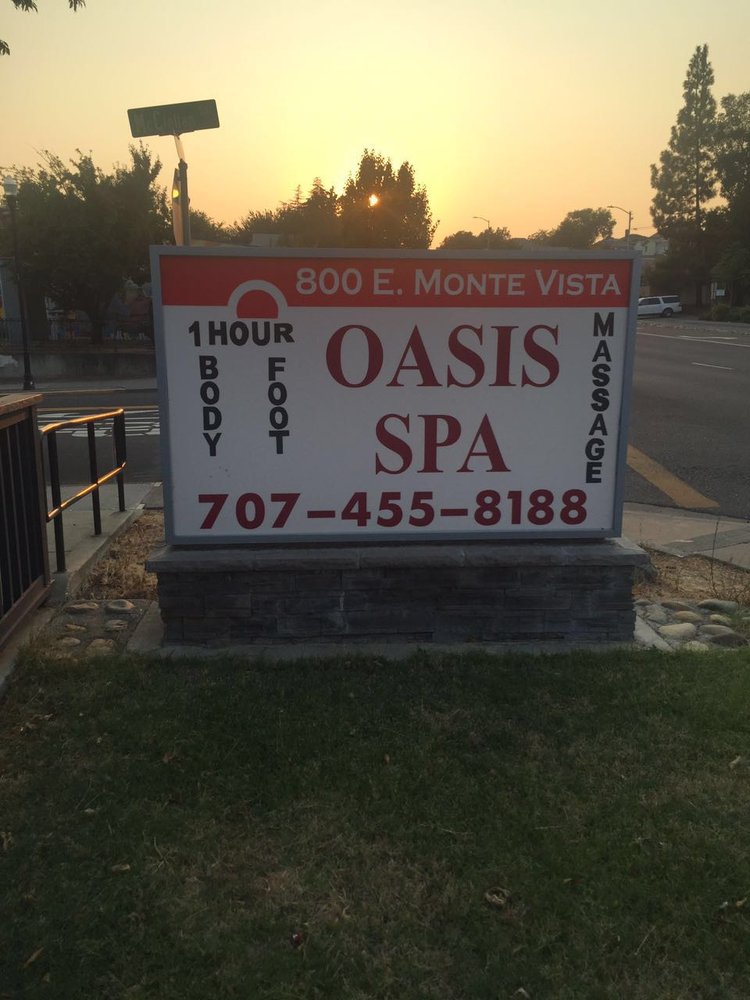 800 E. MONTE VISTA
1 HOUR
BODY
FOOT
OASIS
SPA
MASSAGE
707-455-8188